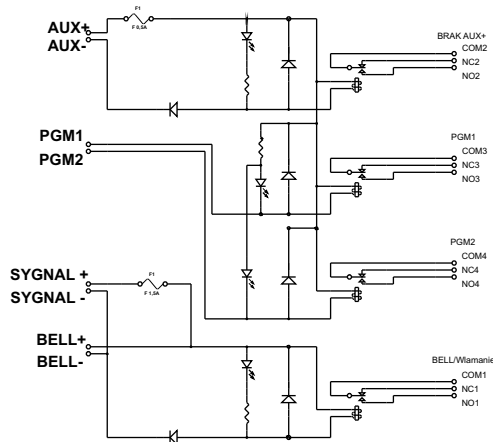 F1
F 0,5A
AUX+
AUX-
BRAK AUX+
COM2
NC2
NO2
PGM1
PGM2
PGM1
COM3
NC3
NO3
PGM2
COM4
NC4
NO4
SYGNAL +
SYGNAL -
F1
F 1,5A
BELL+
BELL-
BELL/Wlamanie
COM1
NC1
NO1